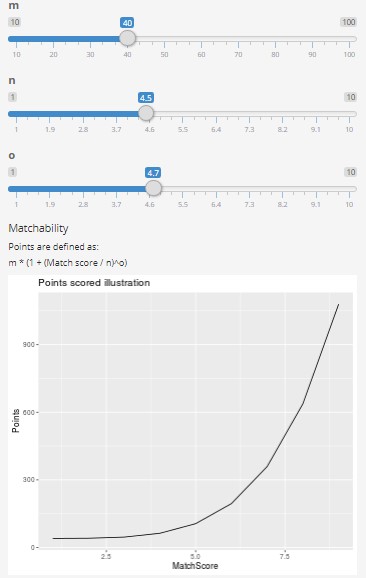 m
10 40 100
10 20 30 40 50 60 70 80 90 100
n
1 4.5 10
1 1.9 2.8 3.7 4.6 5.5 6.4 7.3 8.2 9.1 10
o
1 4.7 10
1 1.9 2.8 3.7 4.6 5.5 6.4 7.3 8.2 9.1 10
Matchability
Points are defined as:
m * (1 + (Match score / n)^o)
Points scored illustration
900
600
300
0
Points
2.5 5.0 7.5
MatchScore